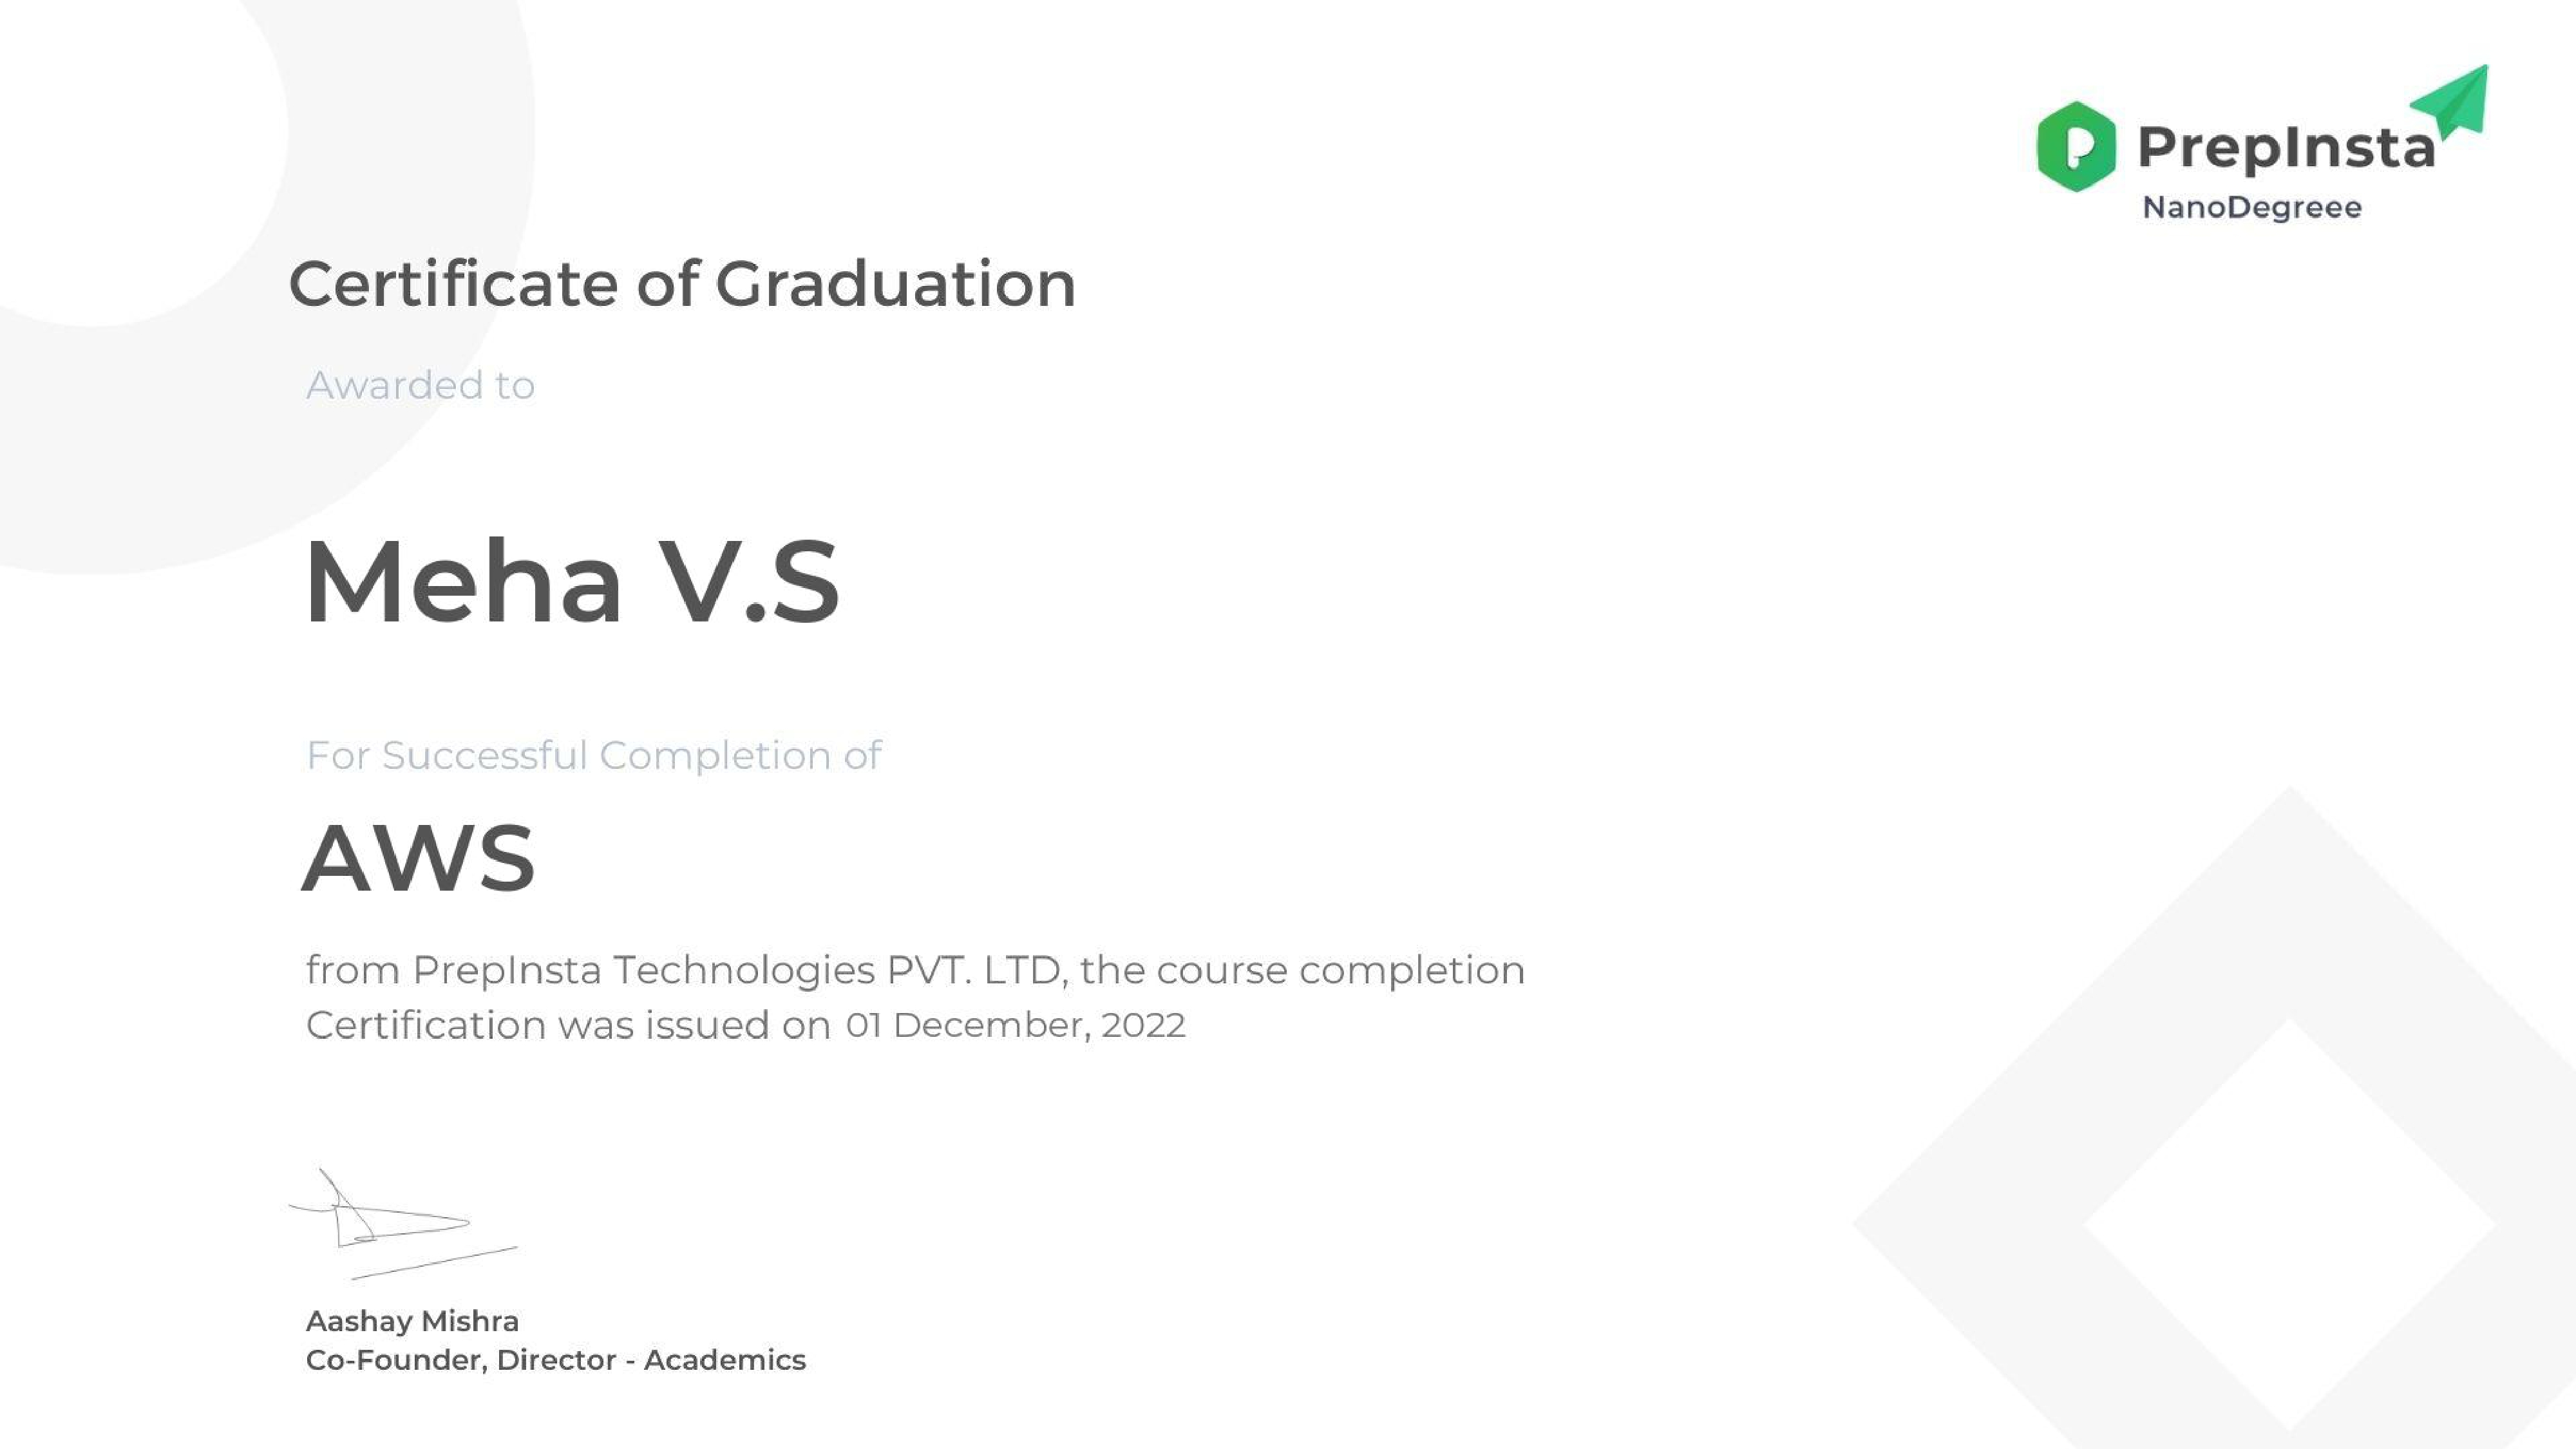 PrepInsta
NanoDegreee
Certificate of Graduation
Awarded to
Meha V.S
For Successful Completion of
AWS
from PrepInsta Technologies PVT. LTD, the course completion
Certification was issued on 01 December, 2022
Aashay Mishra
Co-Founder, Director - Academics